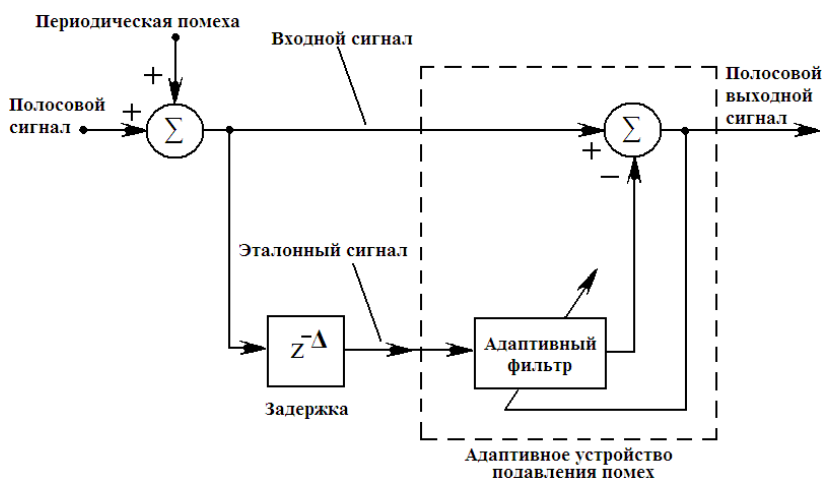 Периодическая помеха
Входной сигнал
Полосовой
сигнал
+
+
Σ
Σ
+
−
Полосовой
выходной
сигнал
Эталонный сигнал
z-Δ
Задержка
Адаптивный
фильтр
Адаптивное устройство
подавления помех